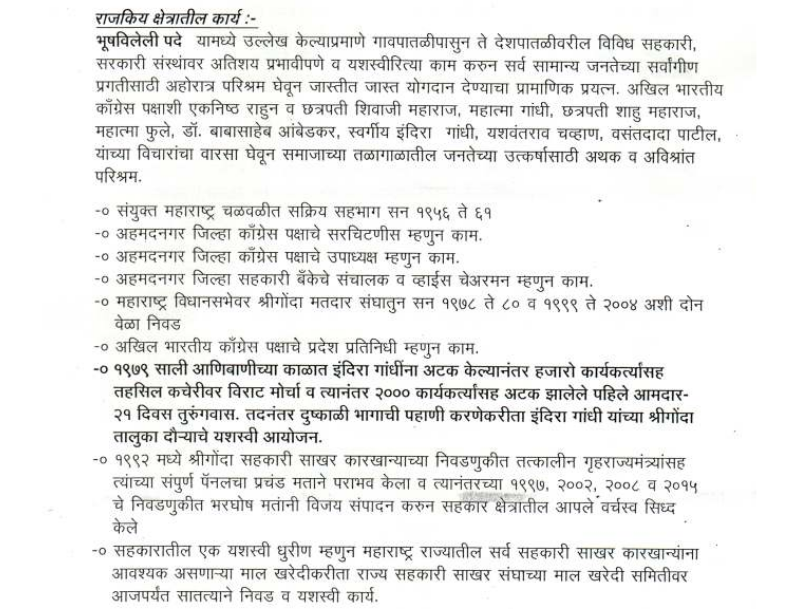 राजकिय क्षेत्रातील कार्य :-
भूषविलेली पदे यामध्ये उल्लेख केल्याप्रमाणे गावपातळीपासुन ते देशपातळीवरील विविध सहकारी,
सरकारी संस्थांवर अतिशय प्रभावीपणे व यशस्वीरित्या काम करुन सर्व सामान्य जनतेच्या सर्वांगीण
प्रगतीसाठी अहोरात्र परिश्रम घेवून जास्तीत जास्त योगदान देण्याचा प्रामाणिक प्रयत्न. अखिल भारतीय
काँग्रेस पक्षाशी एकनिष्ठ राहुन व छत्रपती शिवाजी महाराज, महात्मा गांधी, छत्रपती शाहु महाराज,
महात्मा फुले, डॉ. बाबासाहेब आंबेडकर, स्वर्गीय इंदिरा गांधी, यशवंतराव चव्हाण, वसंतदादा पाटील,
यांच्या विचारांचा वारसा घेवून समाजाच्या तळागाळातील जनतेच्या उत्कर्षासाठी अथक व अविश्रांत
परिश्रम.
-० संयुक्त महाराष्ट्र चळवळीत सक्रिय सहभाग सन १९५६ ते ६१
-० अहमदनगर जिल्हा काँग्रेस पक्षाचे सरचिटणीस म्हणुन काम.
-० अहमदनगर जिल्हा काँग्रेस पक्षाचे उपाध्यक्ष म्हणुन काम.
-० अहमदनगर जिल्हा सहकारी बँकेचे संचालक व व्हाईस चेअरमन म्हणुन काम.
-० महाराष्ट्र विधानसभेवर श्रीगोंदा मतदार संघातुन सन १९७८ ते ८० व १९९९ ते २००४ अशी दोन
वेळा निवड
-० अखिल भारतीय काँग्रेस पक्षाचे प्रदेश प्रतिनिधी म्हणुन काम.
-० १९७९ साली आणिबाणीच्या काळात इंदिरा गांधींना अटक केल्यानंतर हजारो कार्यकर्त्यांसह
तहसिल कचेरीवर विराट मोर्चा व त्यानंतर २००० कार्यकर्त्यांसह अटक झालेले पहिले आमदार-
२१ दिवस तुरुंगवास. तदनंतर दुष्काळी भागाची पहाणी करणेकरीता इंदिरा गांधी यांच्या श्रीगोंदा
तालुका दौऱ्याचे यशस्वी आयोजन.
-० १९९२ मध्ये श्रीगोंदा सहकारी साखर कारखान्याच्या निवडणुकीत तत्कालीन गृहराज्यमंत्र्यांसह
त्यांच्या संपुर्ण पॅनलचा प्रचंड मताने पराभव केला व त्यानंतरच्या १९९७, २००२, २००८ व २०१५
चे निवडणुकीत भरघोष मतांनी विजय संपादन करुन सहकार क्षेत्रातील आपले वर्चस्व सिध्द
केले
-० सहकारातील एक यशस्वी धुरीण म्हणुन महाराष्ट्र राज्यातील सर्व सहकारी साखर कारखान्यांना
आवश्यक असणाऱ्या माल खरेदीकरीता राज्य सहकारी साखर संघाच्या माल खरेदी समितीवर
आजपर्यंत सातत्याने निवड व यशस्वी कार्य.